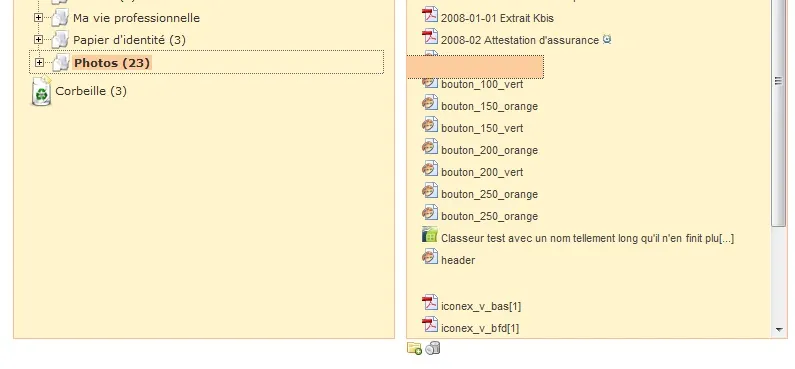 Ma vie professionnelle
Papier d'identité (3)
Photos (23)
Corbeille (3)
2008-01-01 Extrait Kbis
2008-02 Attestation d'assurance
bouton_100_vert
bouton_150_orange
bouton_150_vert
bouton_200_orange
bouton_200_vert
bouton_250_orange
bouton_250_orange
Classeur test avec un nom tellement long qu'il n'en finit plu[...]
header
iconex_v_bas[1]
iconex_v_bfd[1]